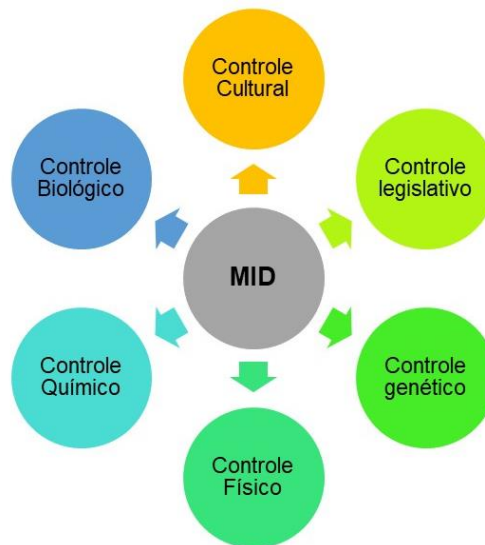 Controle
Cultural
Controle
Biológico
Controle
legislativo
MID
Controle
Químico
Controle
genético
Controle
Físico